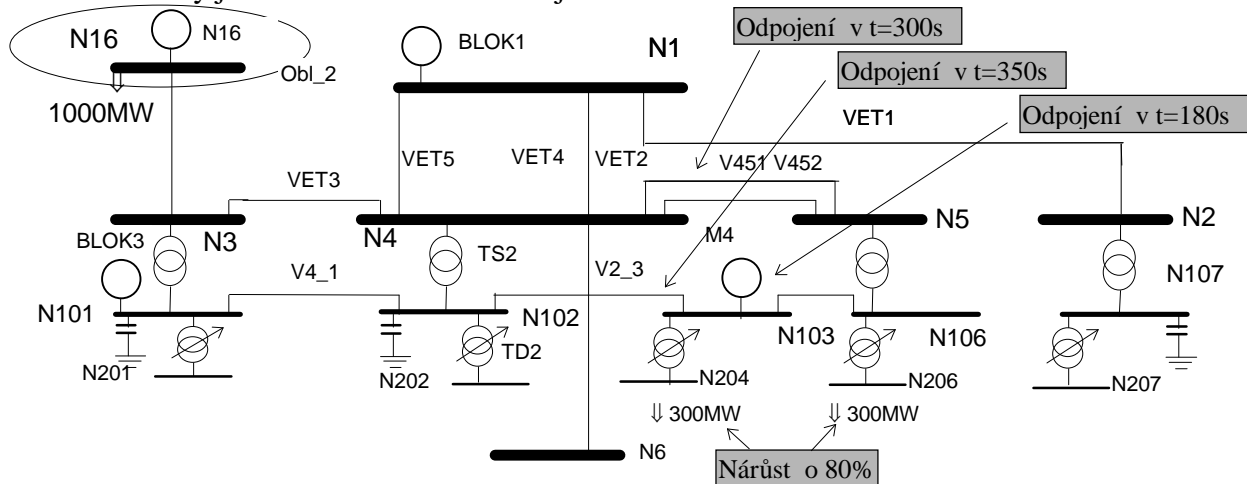 Odpojení v t=300s
N16
N16
BLOK1
N1
Obl_2
Odpojení v t=350s
1000MW
Odpojení v t=180s
VET1
VET5
VET4
VET2
V451 V452
VET3
N3
N4
M4
N5
N2
BLOK3
TS2
V4_1
V2_3
N107
N101
N102
N103
N106
TD2
N201
N202
N204
N206
N207
⇓ 300MW
⇓ 300MW
N6
Nárůst o 80%